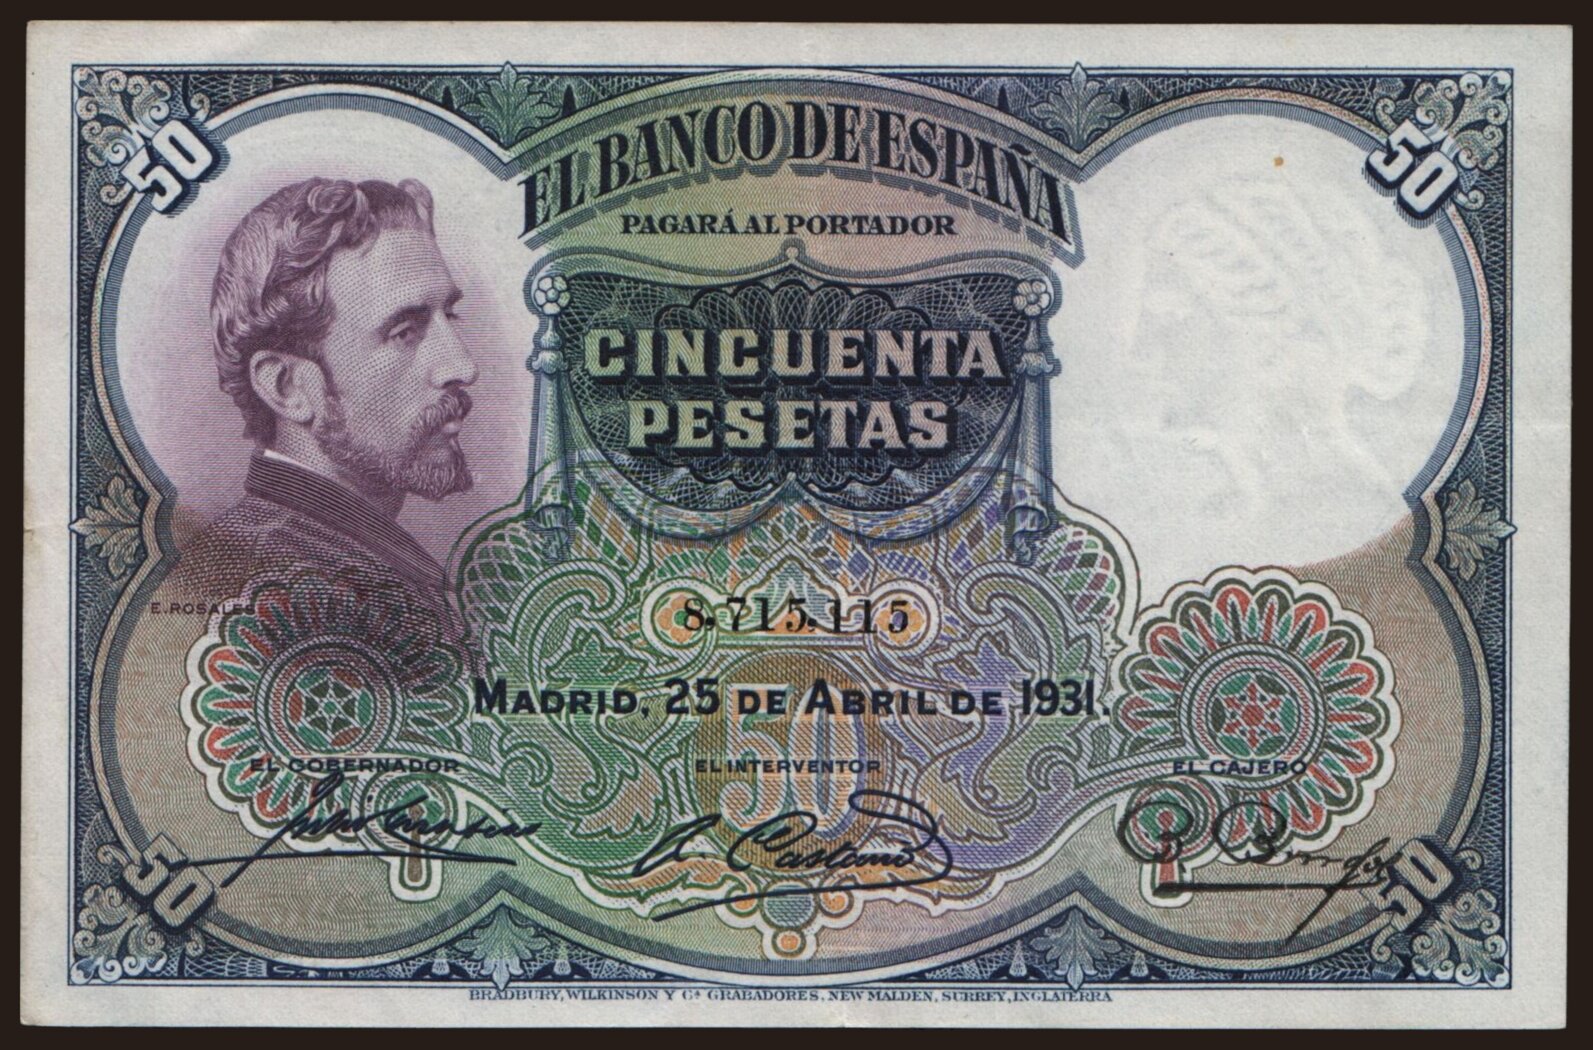 50
50
EL BANCO DE ESPAÑA
PAGARÁ AL PORTADOR
CINCUENTA
PESETAS
E. ROSALES
8.715.115
MADRID, 25 DE ABRIL DE 1931.
50
EL GOBERNADOR
EL INTERVENTOR
EL CAJERO
A. Castaño
50
50
BRADBURY, WILKINSON Y Cª GRABADORES, NEW MALDEN, SURREY, INGLATERRA